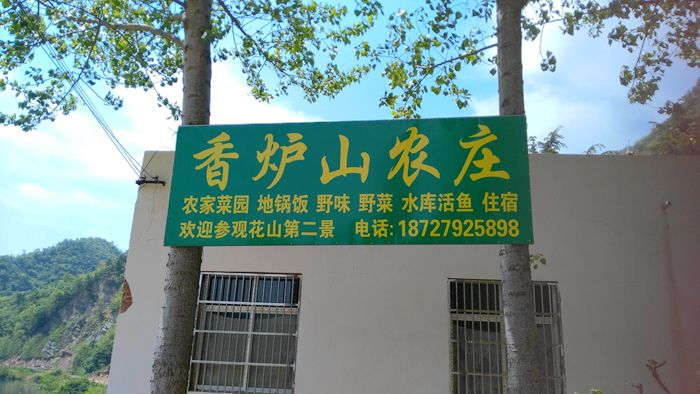 香炉山农庄
农家菜园 地锅饭 野味 野菜 水库活鱼 住宿
欢迎参观花山第二景 电话:18727925898